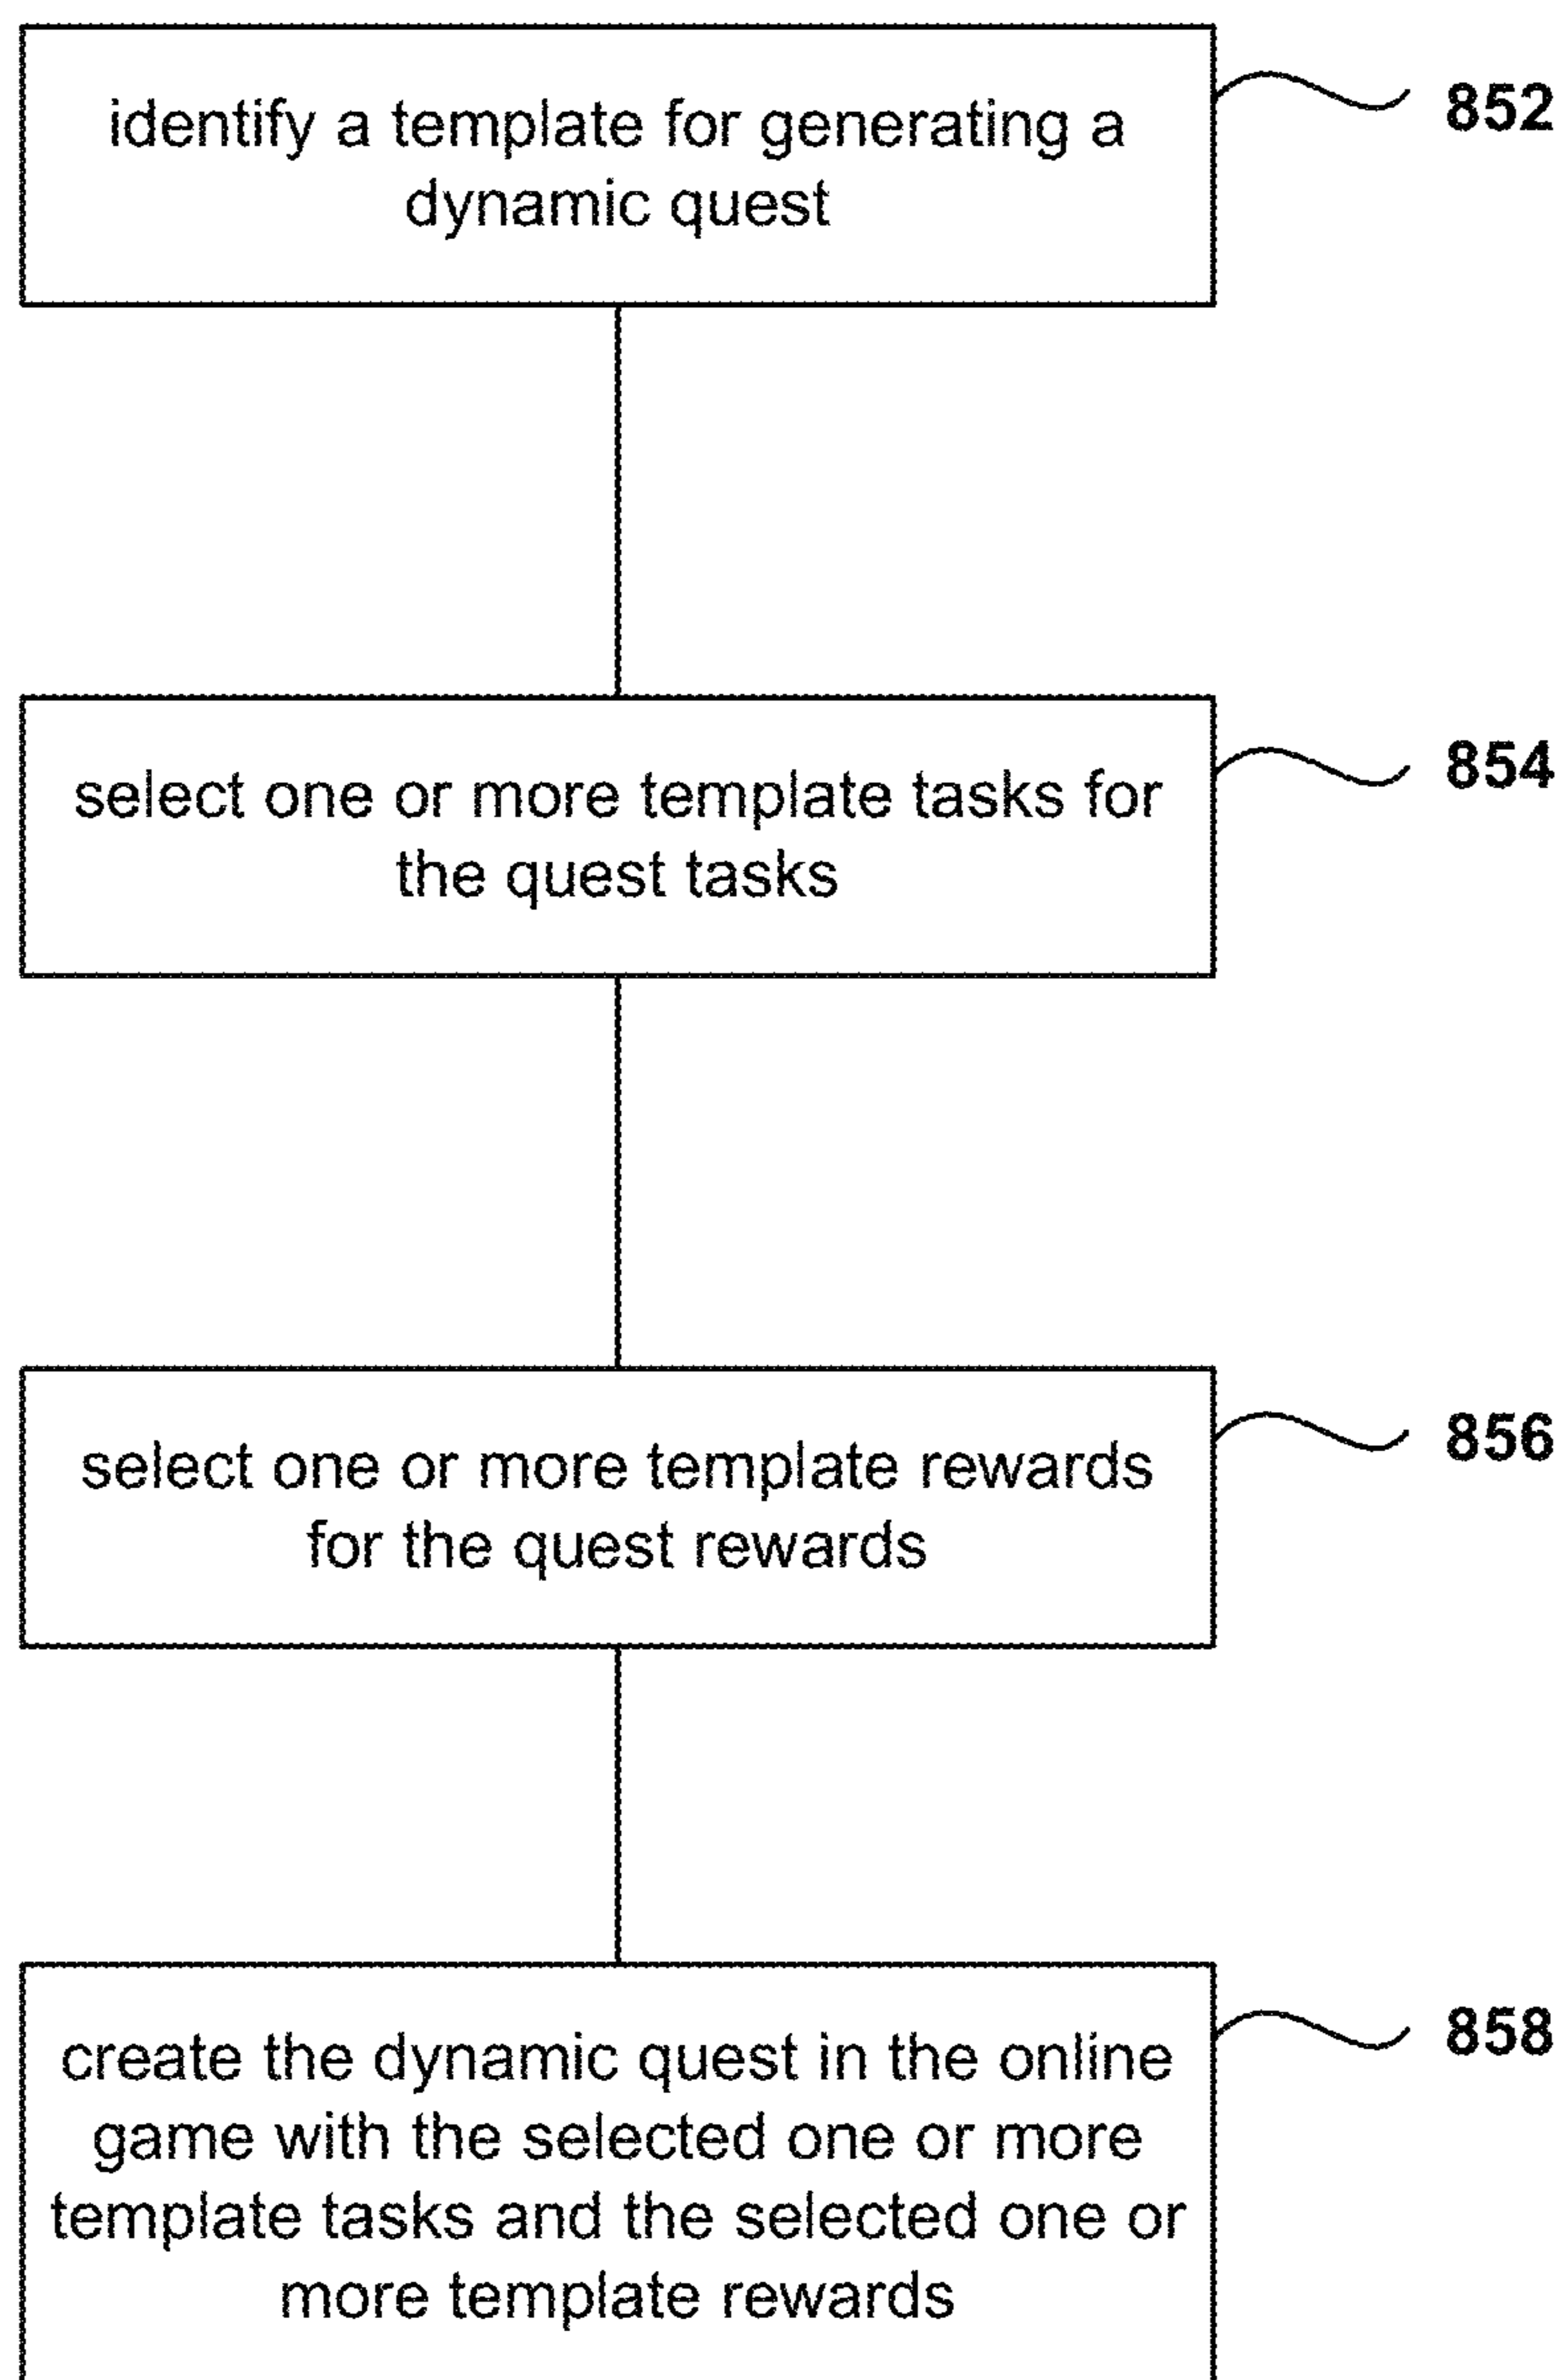 identify a template for generating a
dynamic quest
852
select one or more template tasks for
the quest tasks
854
select one or more template rewards
for the quest rewards
856
create the dynamic quest in the online
game with the selected one or more
template tasks and the selected one or
more template rewards
858